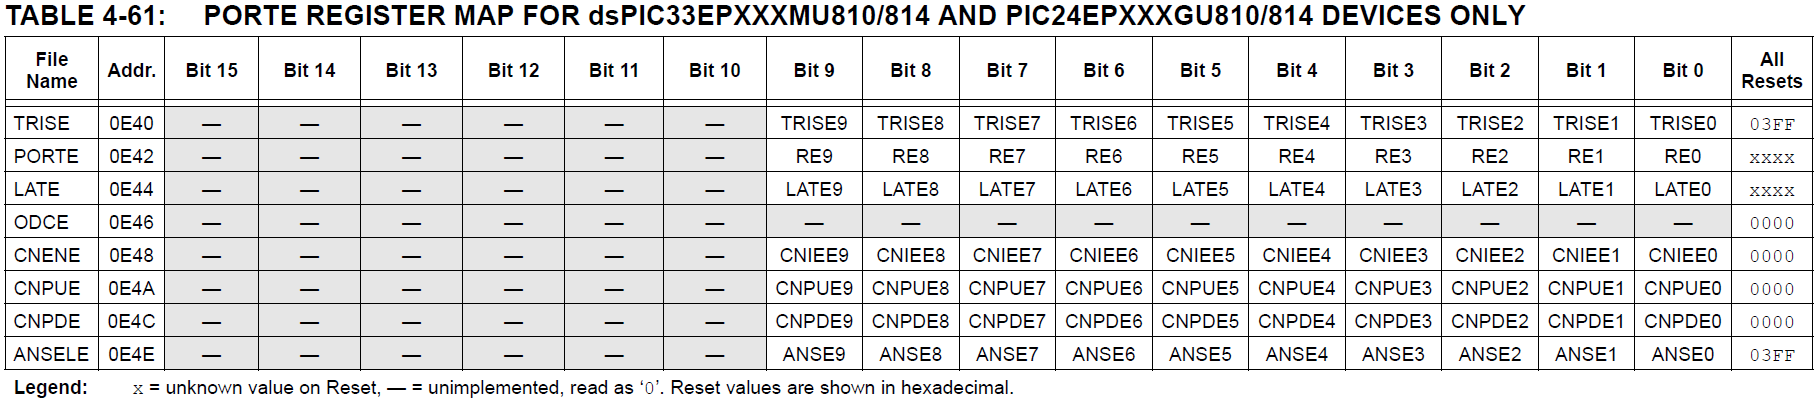 TABLE 4-61: PORTE REGISTER MAP FOR dsPIC33EPXXXMU810/814 AND PIC24EPXXXGU810/814 DEVICES ONLY
File Name Addr. Bit 15 Bit 14 Bit 13 Bit 12 Bit 11 Bit 10 Bit 9 Bit 8 Bit 7 Bit 6 Bit 5 Bit 4 Bit 3 Bit 2 Bit 1 Bit 0 All Resets
TRISE 0E40 — — — — — — TRISE9 TRISE8 TRISE7 TRISE6 TRISE5 TRISE4 TRISE3 TRISE2 TRISE1 TRISE0 03FF
PORTE 0E42 — — — — — — RE9 RE8 RE7 RE6 RE5 RE4 RE3 RE2 RE1 RE0 xxxx
LATE 0E44 — — — — — — LATE9 LATE8 LATE7 LATE6 LATE5 LATE4 LATE3 LATE2 LATE1 LATE0 xxxx
ODCE 0E46 — — — — — — — — — — — — — — — — 0000
CNENE 0E48 — — — — — — CNIEE9 CNIEE8 CNIEE7 CNIEE6 CNIEE5 CNIEE4 CNIEE3 CNIEE2 CNIEE1 CNIEE0 0000
CNPUE 0E4A — — — — — — CNPUE9 CNPUE8 CNPUE7 CNPUE6 CNPUE5 CNPUE4 CNPUE3 CNPUE2 CNPUE1 CNPUE0 0000
CNPDE 0E4C — — — — — — CNPDE9 CNPDE8 CNPDE7 CNPDE6 CNPDE5 CNPDE4 CNPDE3 CNPDE2 CNPDE1 CNPDE0 0000
ANSELE 0E4E — — — — — — ANSE9 ANSE8 ANSE7 ANSE6 ANSE5 ANSE4 ANSE3 ANSE2 ANSE1 ANSE0 03FF
Legend: x = unknown value on Reset, — = unimplemented, read as ‘0’. Reset values are shown in hexadecimal.